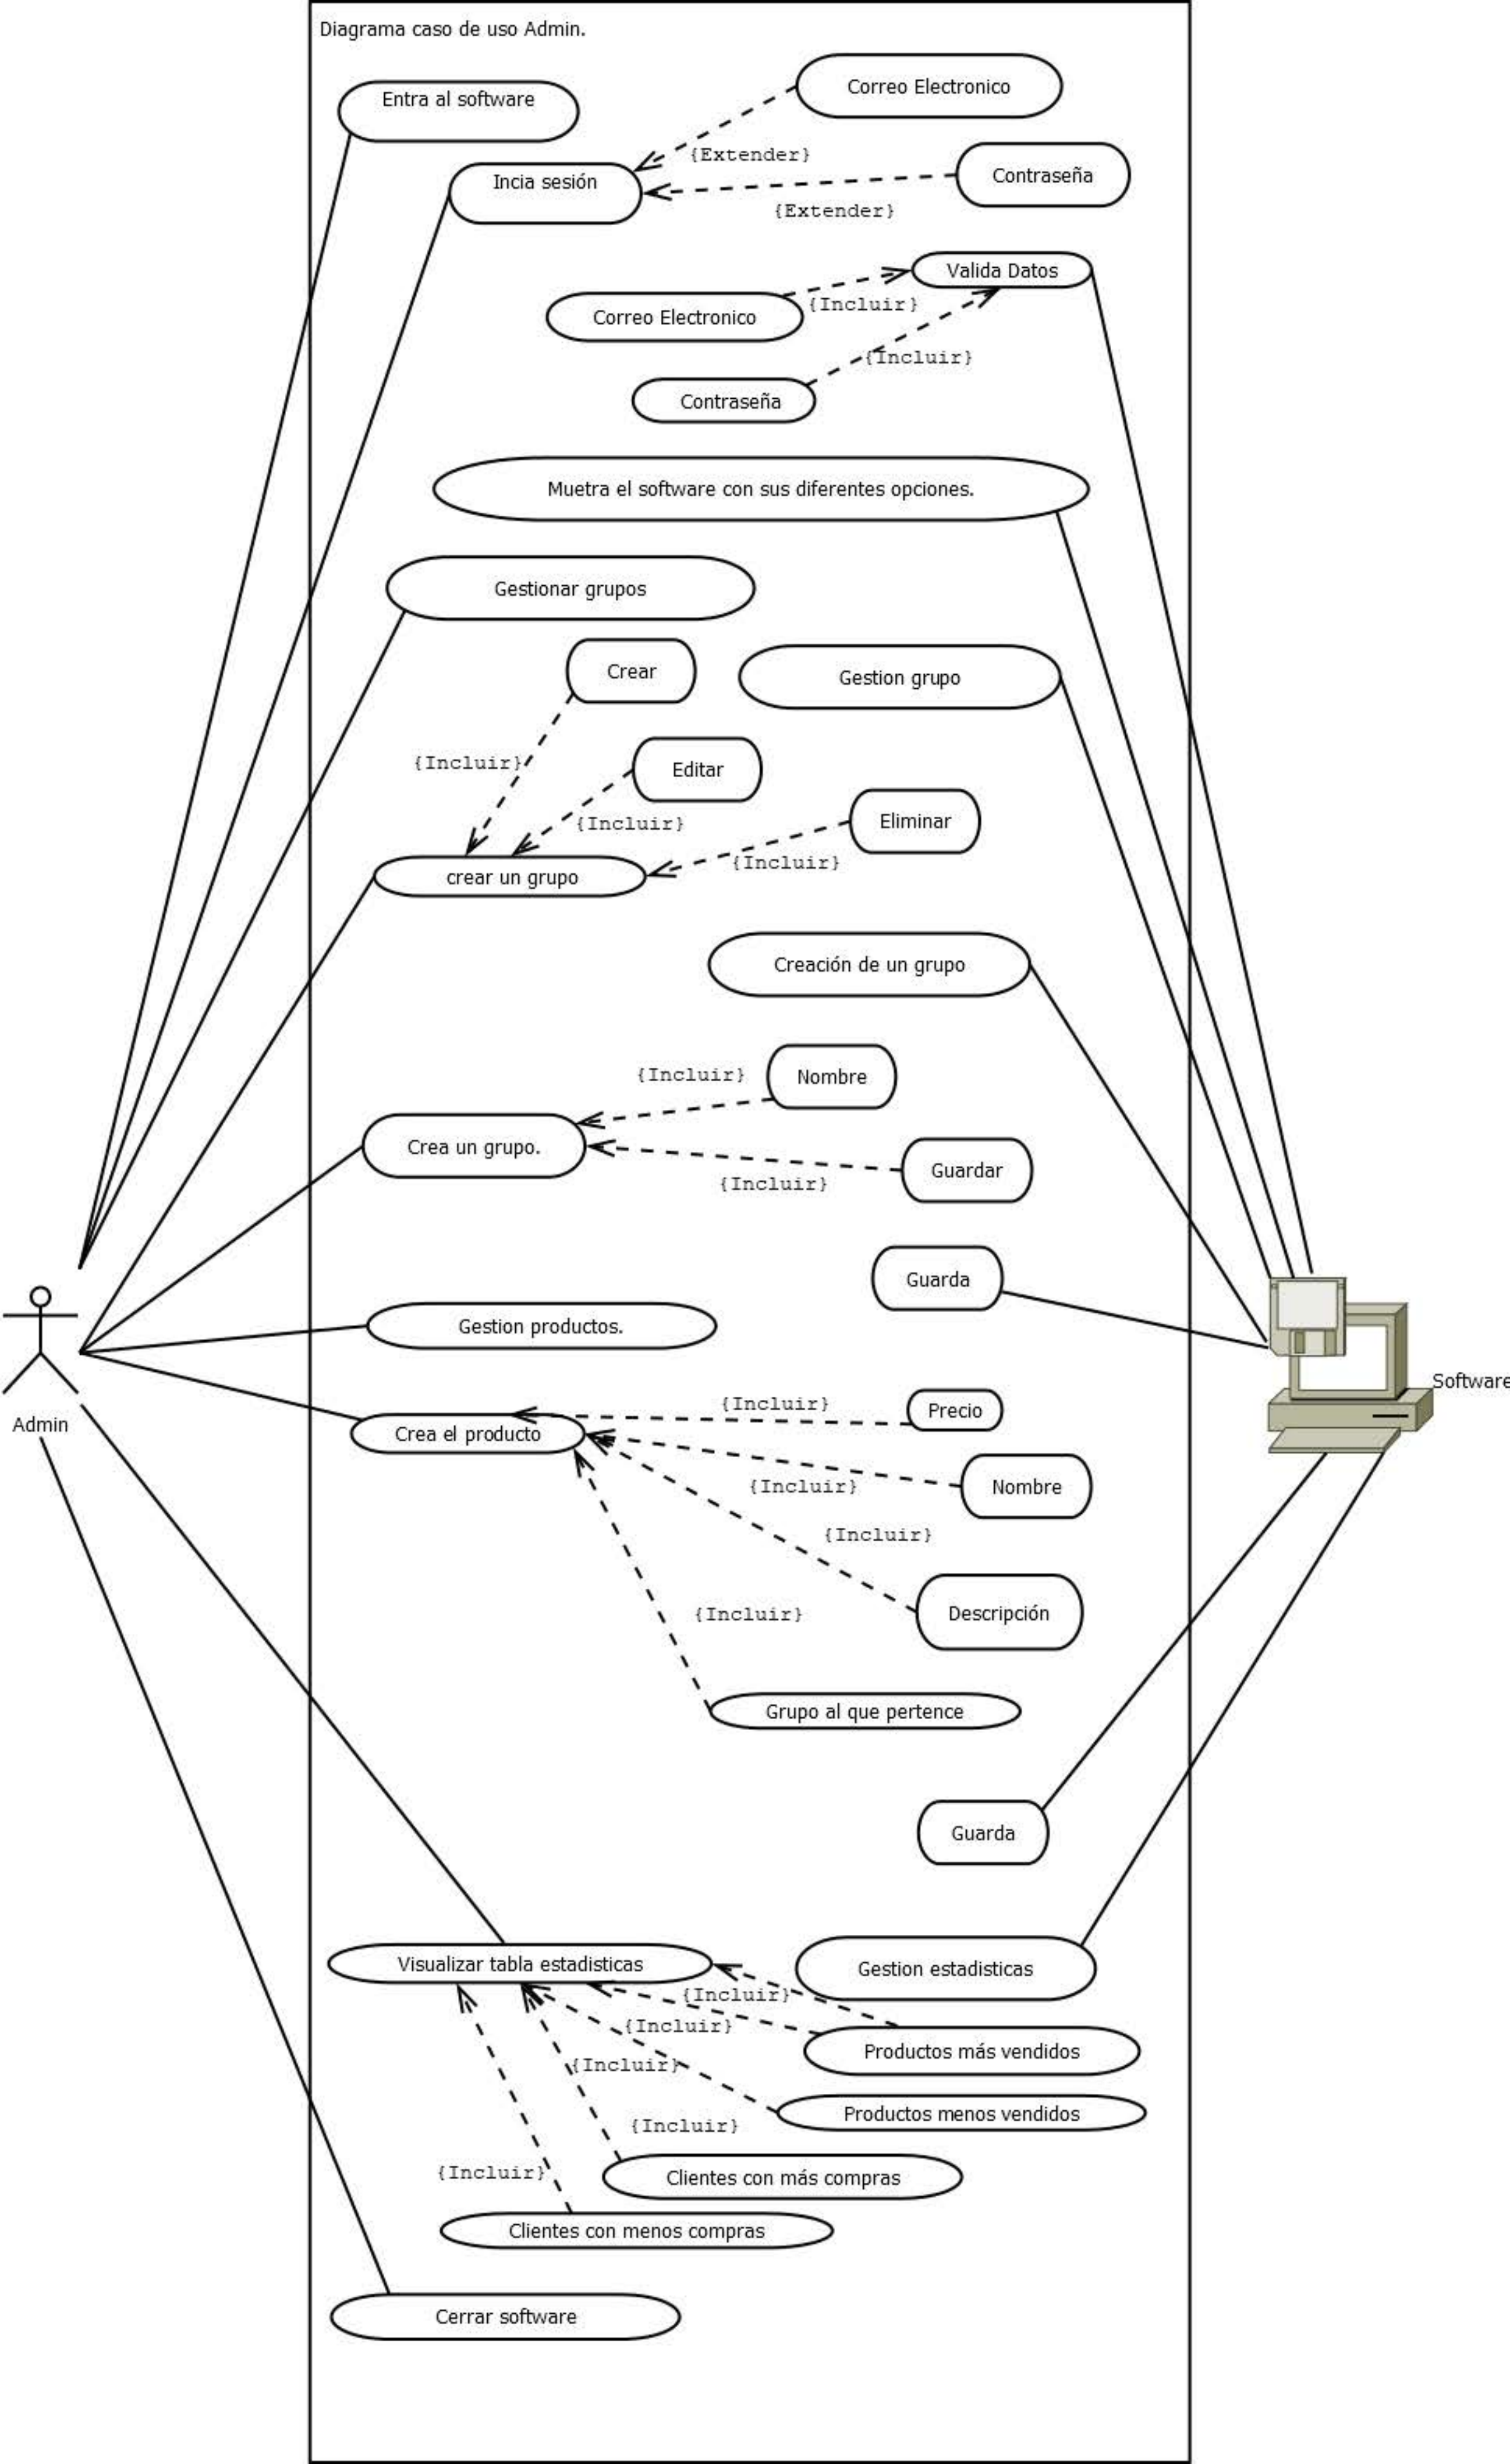 Diagrama caso de uso Admin.
Correo Electronico
Entra al software
{Extender}
Contraseña
Incia sesión
{Extender}
Valida Datos
{Incluir}
Correo Electronico
{Incluir}
Contraseña
Muetra el software con sus diferentes opciones.
Gestionar grupos
Crear
Gestion grupo
{Incluir}
Editar
{Incluir}
Eliminar
{Incluir}
crear un grupo
Creación de un grupo
{Incluir}
Nombre
Crea un grupo.
Guardar
{Incluir}
Guarda
Gestion productos.
Software
{Incluir}
Precio
Admin
Crea el producto
{Incluir}
Nombre
{Incluir}
{Incluir}
Descripción
Grupo al que pertence
Guarda
Visualizar tabla estadisticas
Gestion estadisticas
{Incluir}
{Incluir}
Productos más vendidos
{Incluir}
Productos menos vendidos
{Incluir}
{Incluir}
Clientes con más compras
Clientes con menos compras
Cerrar software